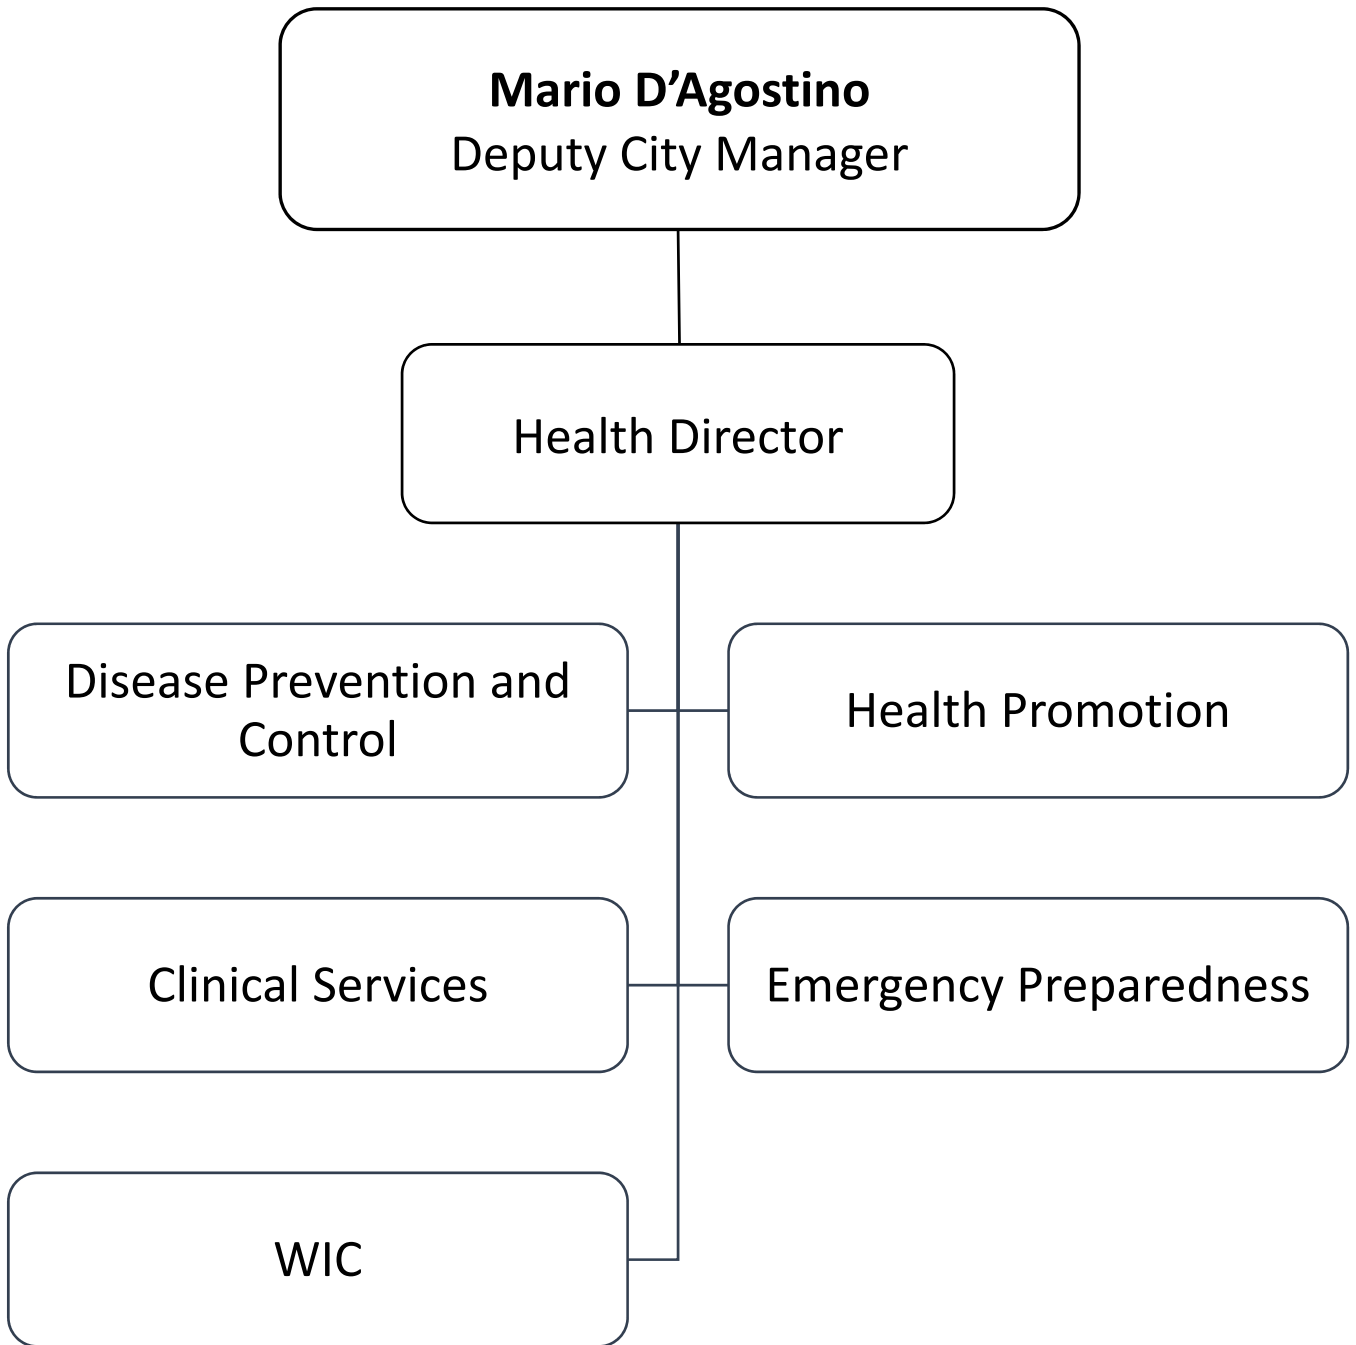 Mario D’Agostino
Deputy City Manager
Health Director
Disease Prevention and
Control
Health Promotion
Clinical Services
Emergency Preparedness
WIC